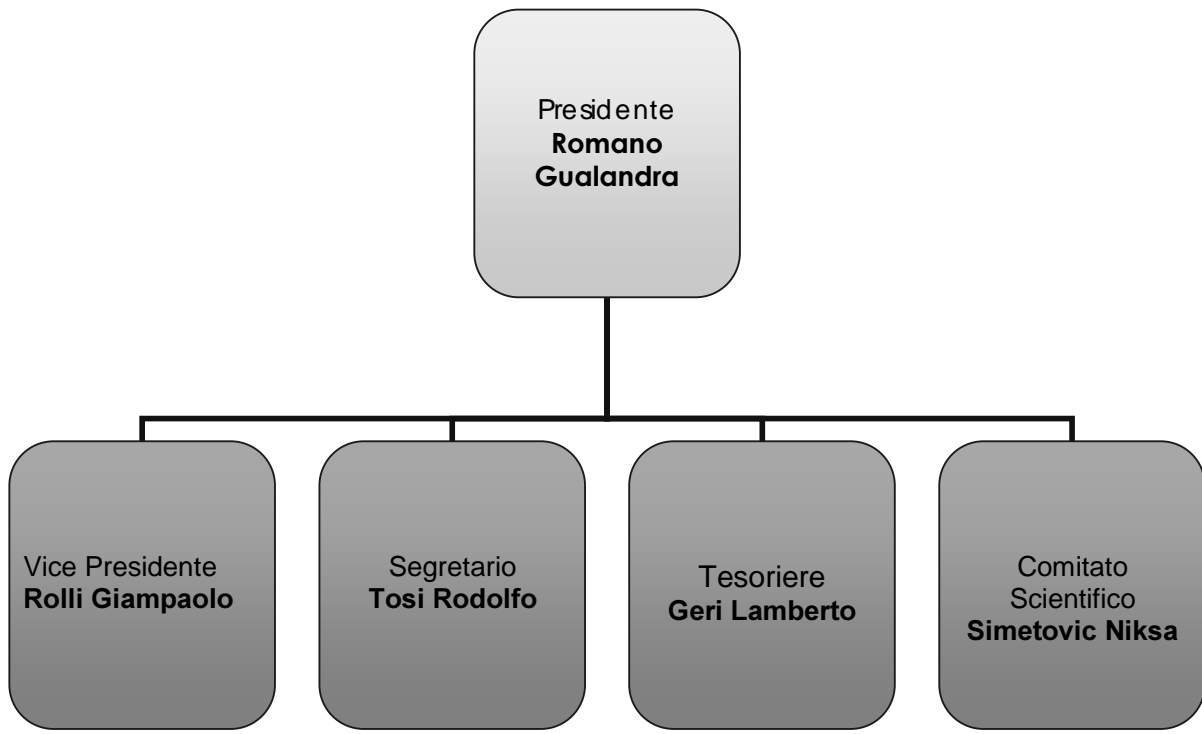 Presidente
Romano
Gualandra
Vice Presidente
Rolli Giampaolo
Segretario
Tosi Rodolfo
Tesoriere
Geri Lamberto
Comitato
Scientifico
Simetovic Niksa